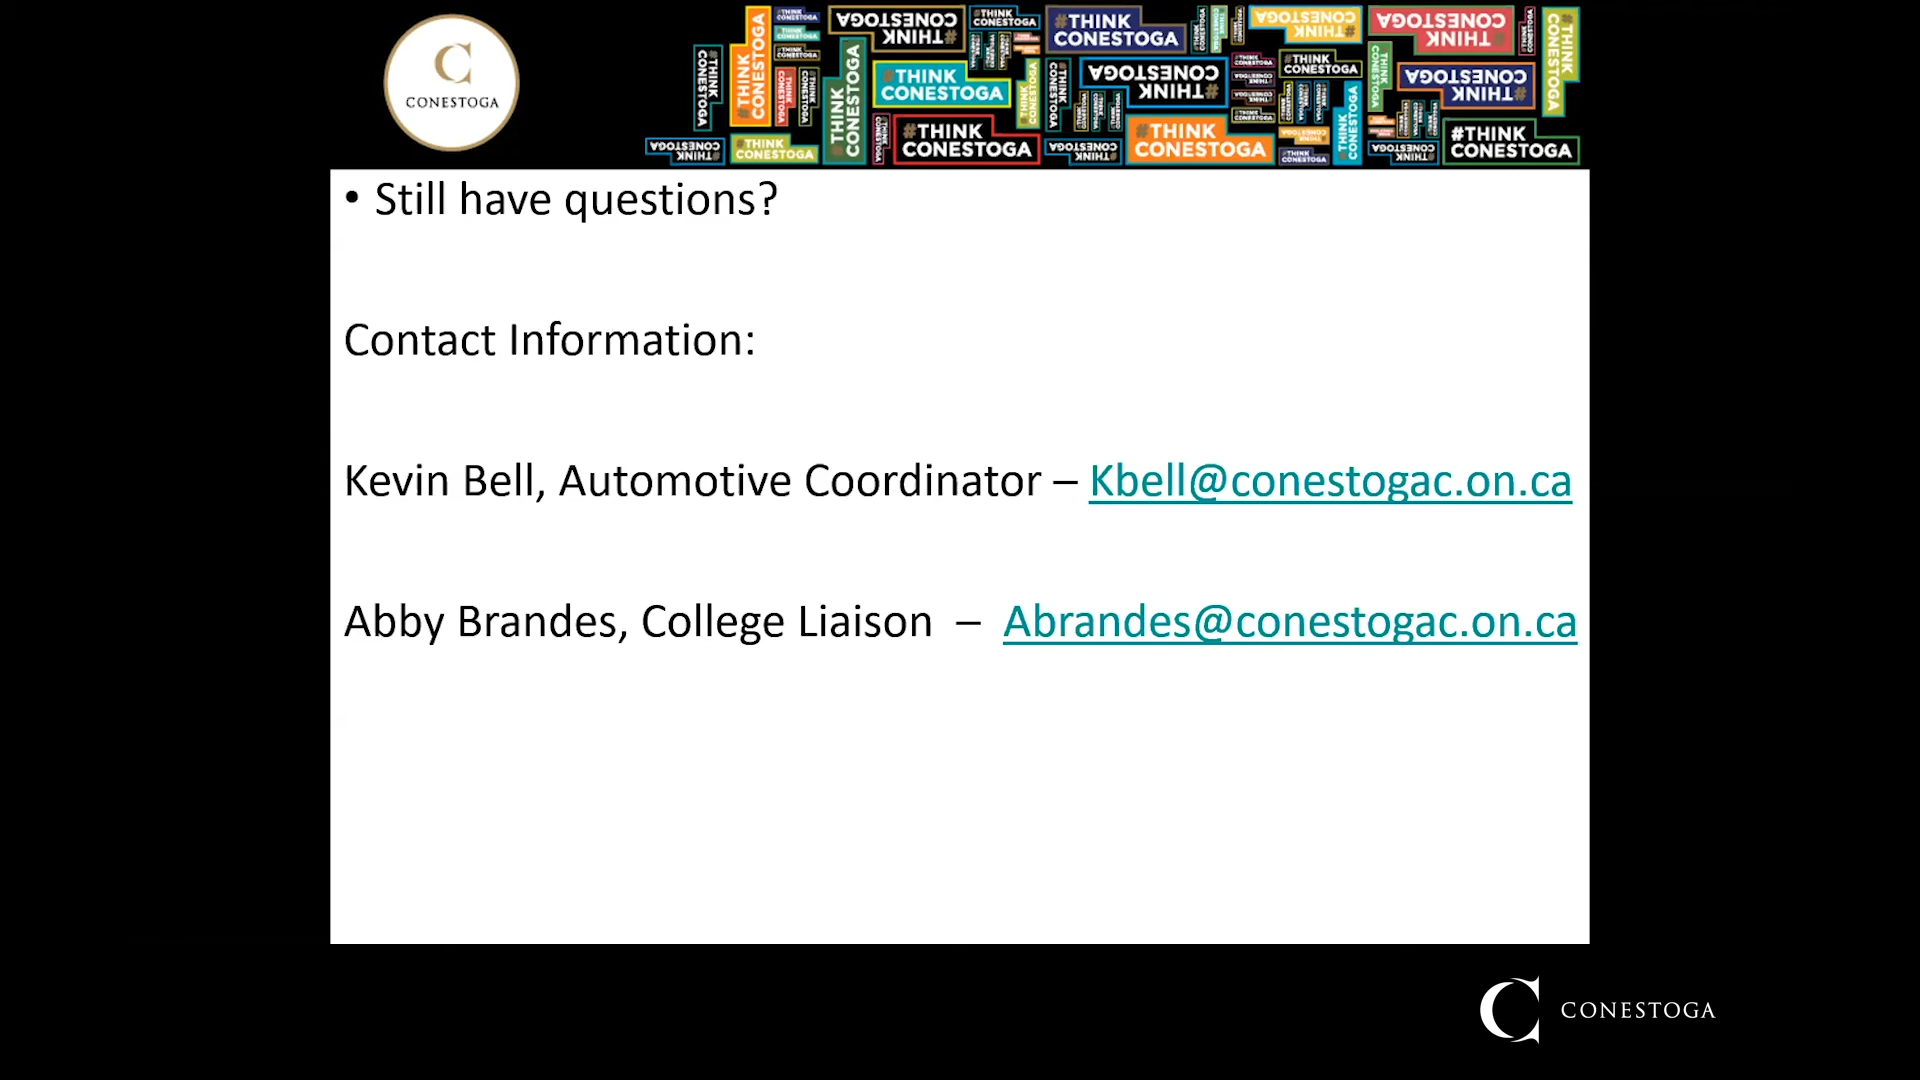 CONESTOGA
#THINK CONESTOGA
• Still have questions?
Contact Information:
Kevin Bell, Automotive Coordinator – Kbell@conestogac.on.ca
Abby Brandes, College Liaison – Abrandes@conestogac.on.ca
CONESTOGA